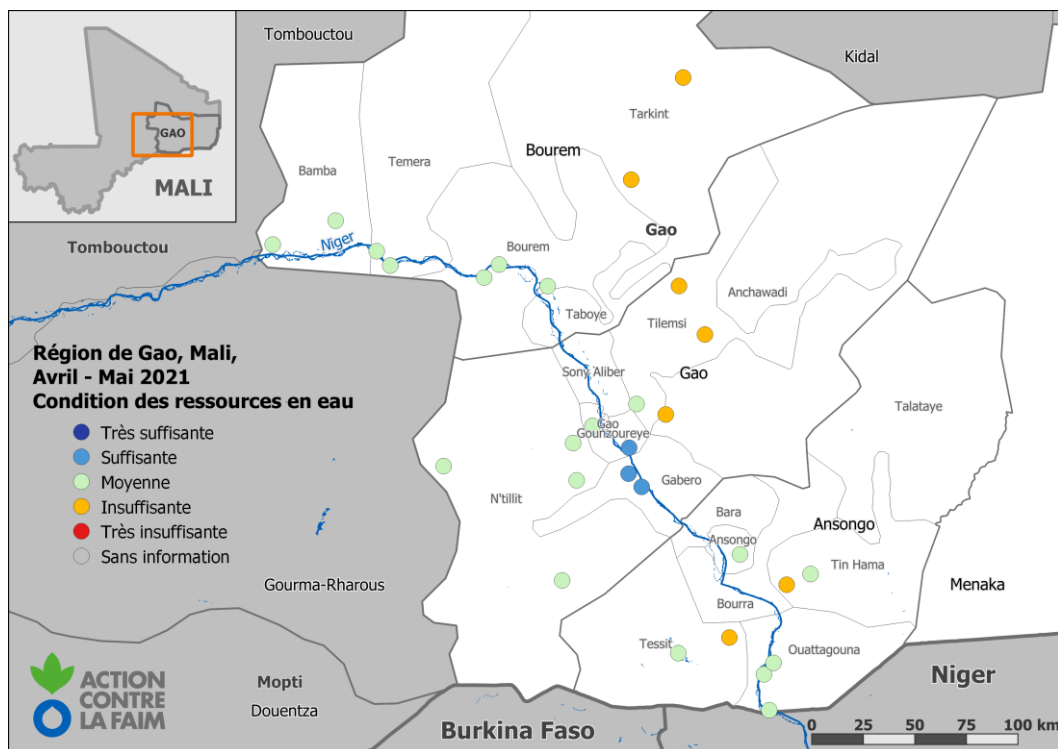 Tombouctou
Kidal
GAO
MALI
Tarkint
Bourem
Temera
Bamba
Tombouctou
Niger
Bourem
Gao
Anchawadi
Taboye
Tilemsi
Région de Gao, Mali,
Avril - Mai 2021
Condition des ressources en eau
Très suffisante
Suffisante
Moyenne
Insuffisante
Très insuffisante
Sans information
Sony Aliber
Gao
Talataye
Gao
Gounzoureye
N'tillit
Gabero
Bara
Ansongo
Ansongo
Tin Hama
Gourma-Rharous
Menaka
Bourra
Tessit
Ouattagouna
ACTION
CONTRE
LA FAIM
Mopti
Douentza
Niger
Burkina Faso
0 25 50 75 100 km